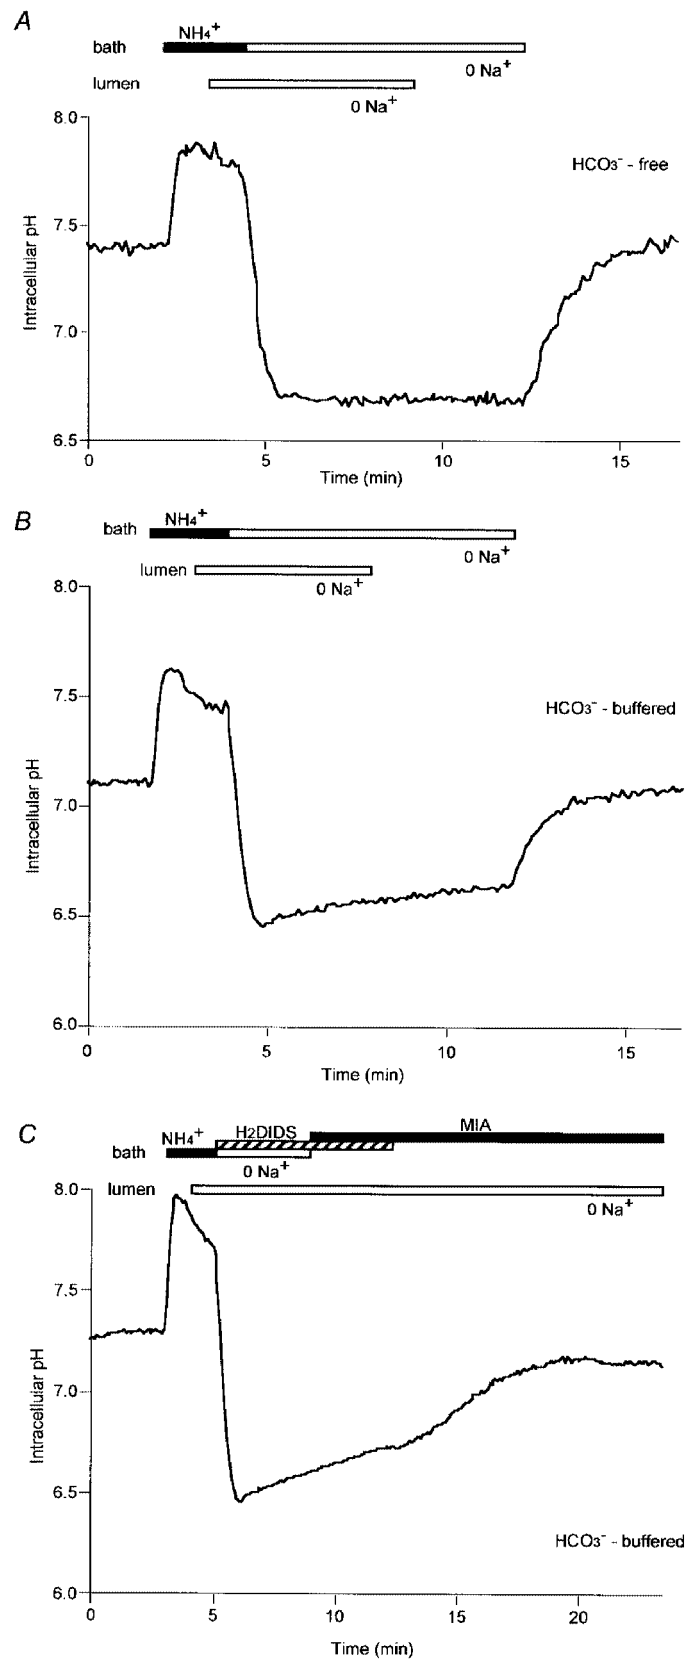 A
NH₄⁺
bath
0 Na⁺
lumen
0 Na⁺
8.0
HCO₃⁻ - free
7.5
Intracellular pH
7.0
6.5
0 5 10 15
Time (min)
B
NH₄⁺
bath
0 Na⁺
lumen
0 Na⁺
8.0
7.5
HCO₃⁻ - buffered
Intracellular pH
7.0
6.5
6.0
0 5 10 15
Time (min)
C
H₂DIDS MIA
NH₄⁺
bath
0 Na⁺
lumen
8.0
0 Na⁺
7.5
Intracellular pH
7.0
6.5
HCO₃⁻ - buffered
6.0
0 5 10 15 20
Time (min)